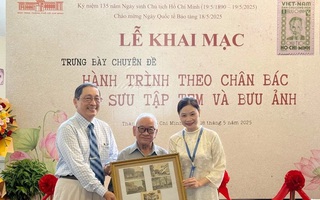 Kỷ niệm 135 năm Ngày sinh Chủ tịch Hồ Chí Minh (19/5/1890 - 19/5/2025)
Chào mừng Ngày Quốc tế Bảo tàng 18/5/2025
VIỆT-NAM
LỄ KHAI MẠC
TRƯNG BÀY CHUYÊN ĐỀ
HÀNH TRÌNH THEO CHÂN BÁC
SƯU TẬP TEM VÀ BƯU ẢNH
Chí Minh, 5 năm 2025